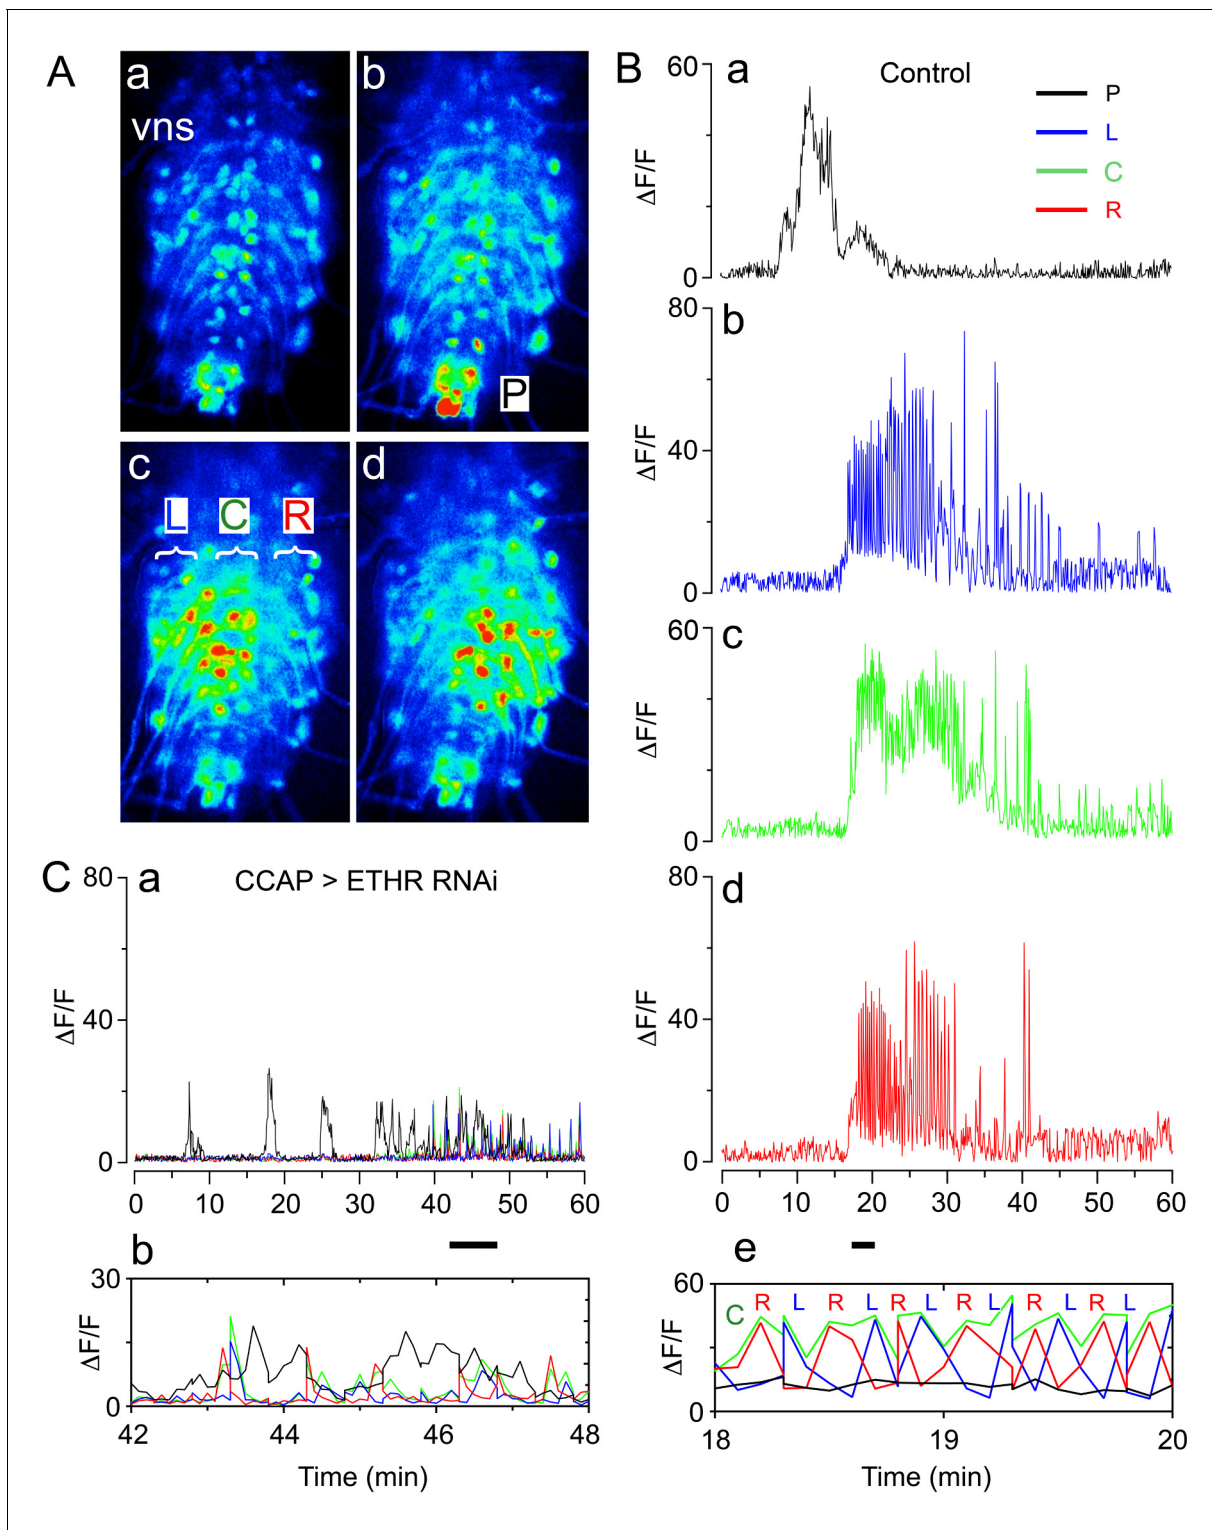 A
a
vns
b
P
c
L C R
d
B
a
Control
P
L
C
R
60
ΔF/F
0
b
80
40
ΔF/F
0
c
60
ΔF/F
0
d
80
40
ΔF/F
0
0 10 20 30 40 50 60
e
60
ΔF/F
0
C R L R L R L R L R L R L
18 19 20
Time (min)
C
a
CCAP > ETHR RNAi
80
40
ΔF/F
0
0 10 20 30 40 50 60
b
30
ΔF/F
0
42 44 46 48
Time (min)